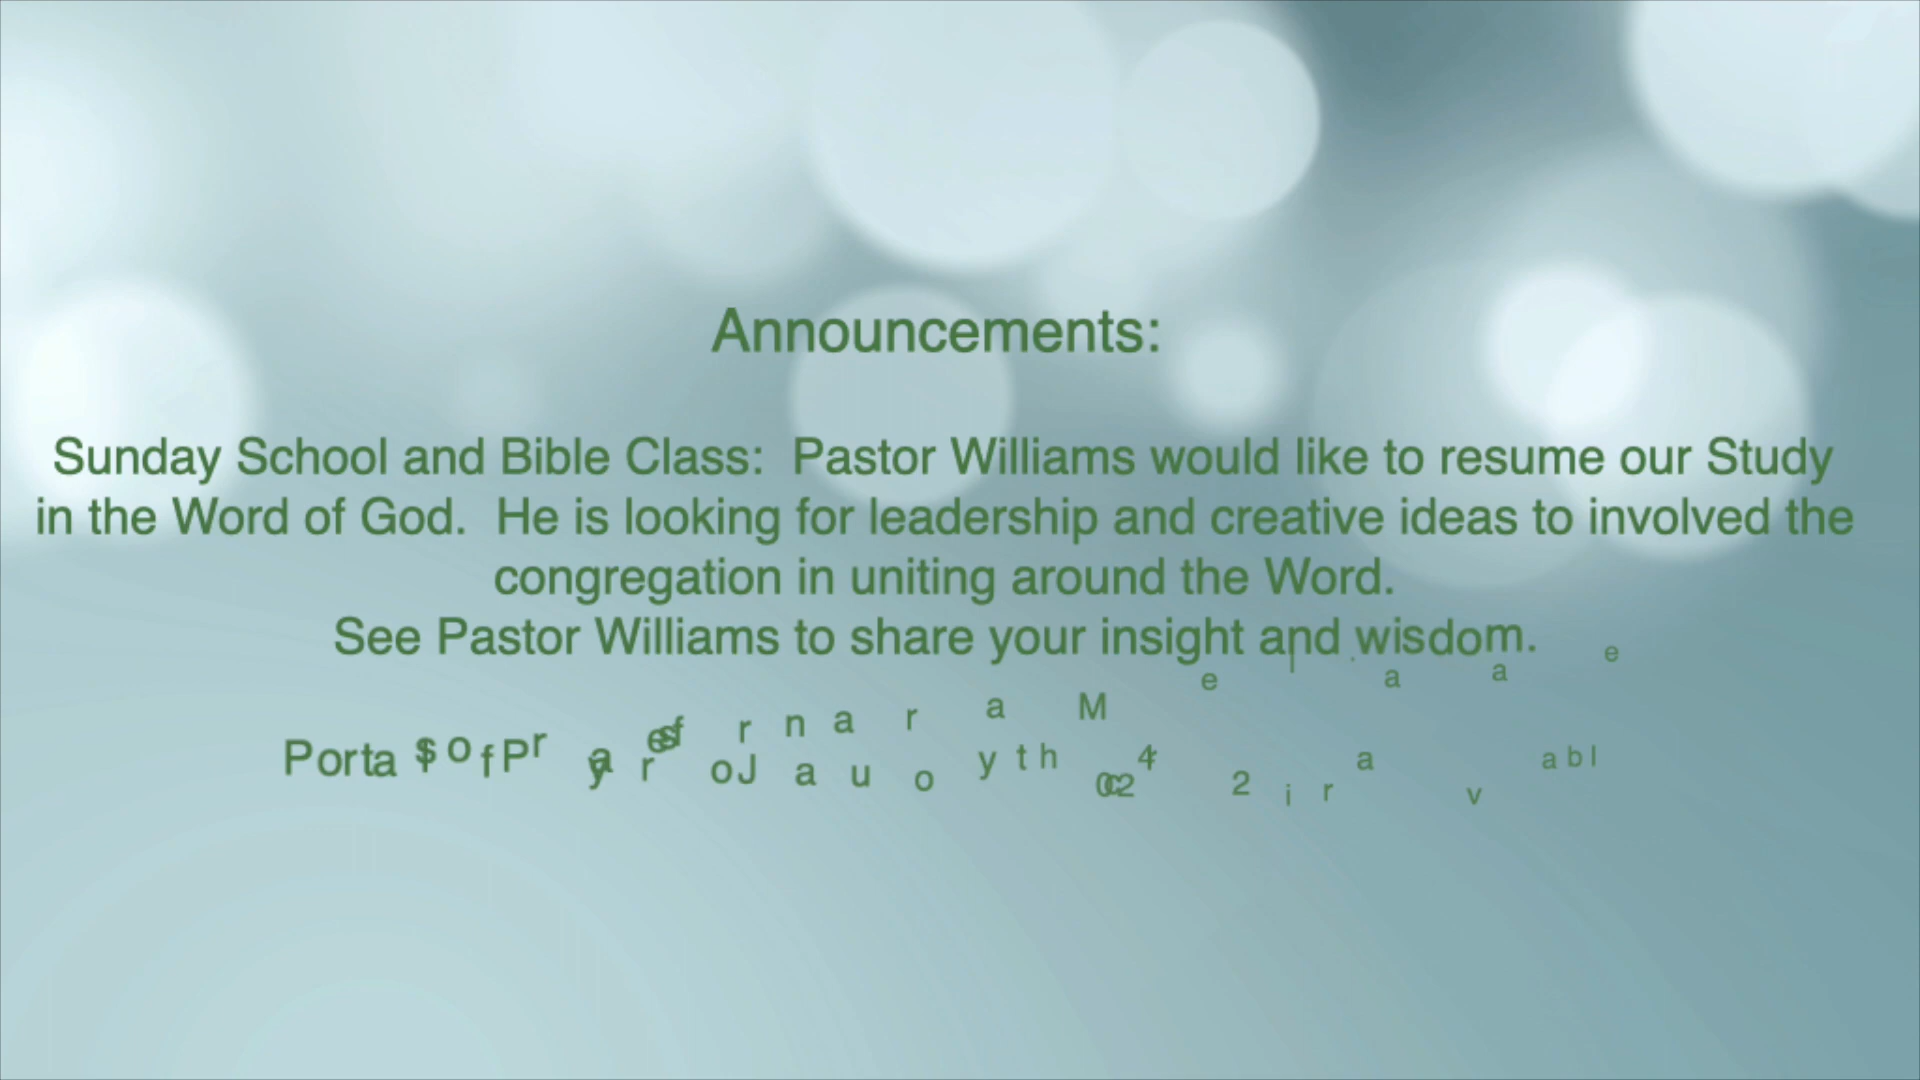 Announcements:
Sunday School and Bible Class:  Pastor Williams would like to resume our Study
in the Word of God.  He is looking for leadership and creative ideas to involved the
congregation in uniting around the Word.
See Pastor Williams to share your insight and wisdom.